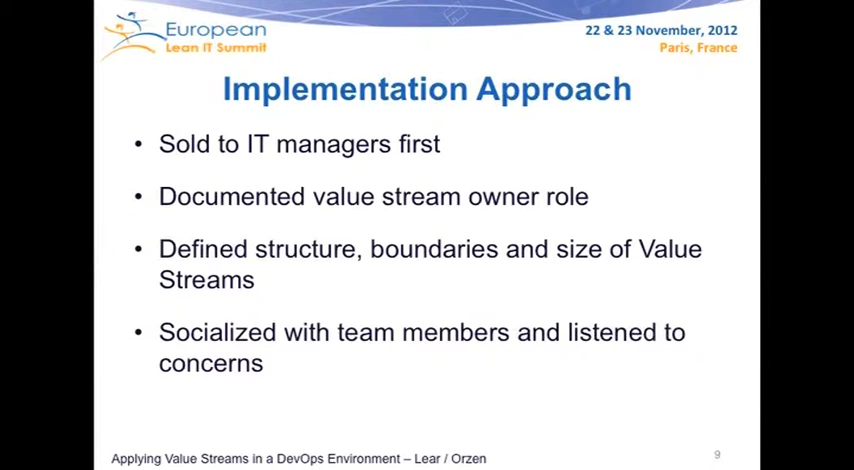 European
Lean IT Summit
22 & 23 November, 2012
Paris, France
Implementation Approach
• Sold to IT managers first
• Documented value stream owner role
• Defined structure, boundaries and size of Value
Streams
• Socialized with team members and listened to
concerns
Applying Value Streams in a DevOps Environment – Lear / Orzen
9